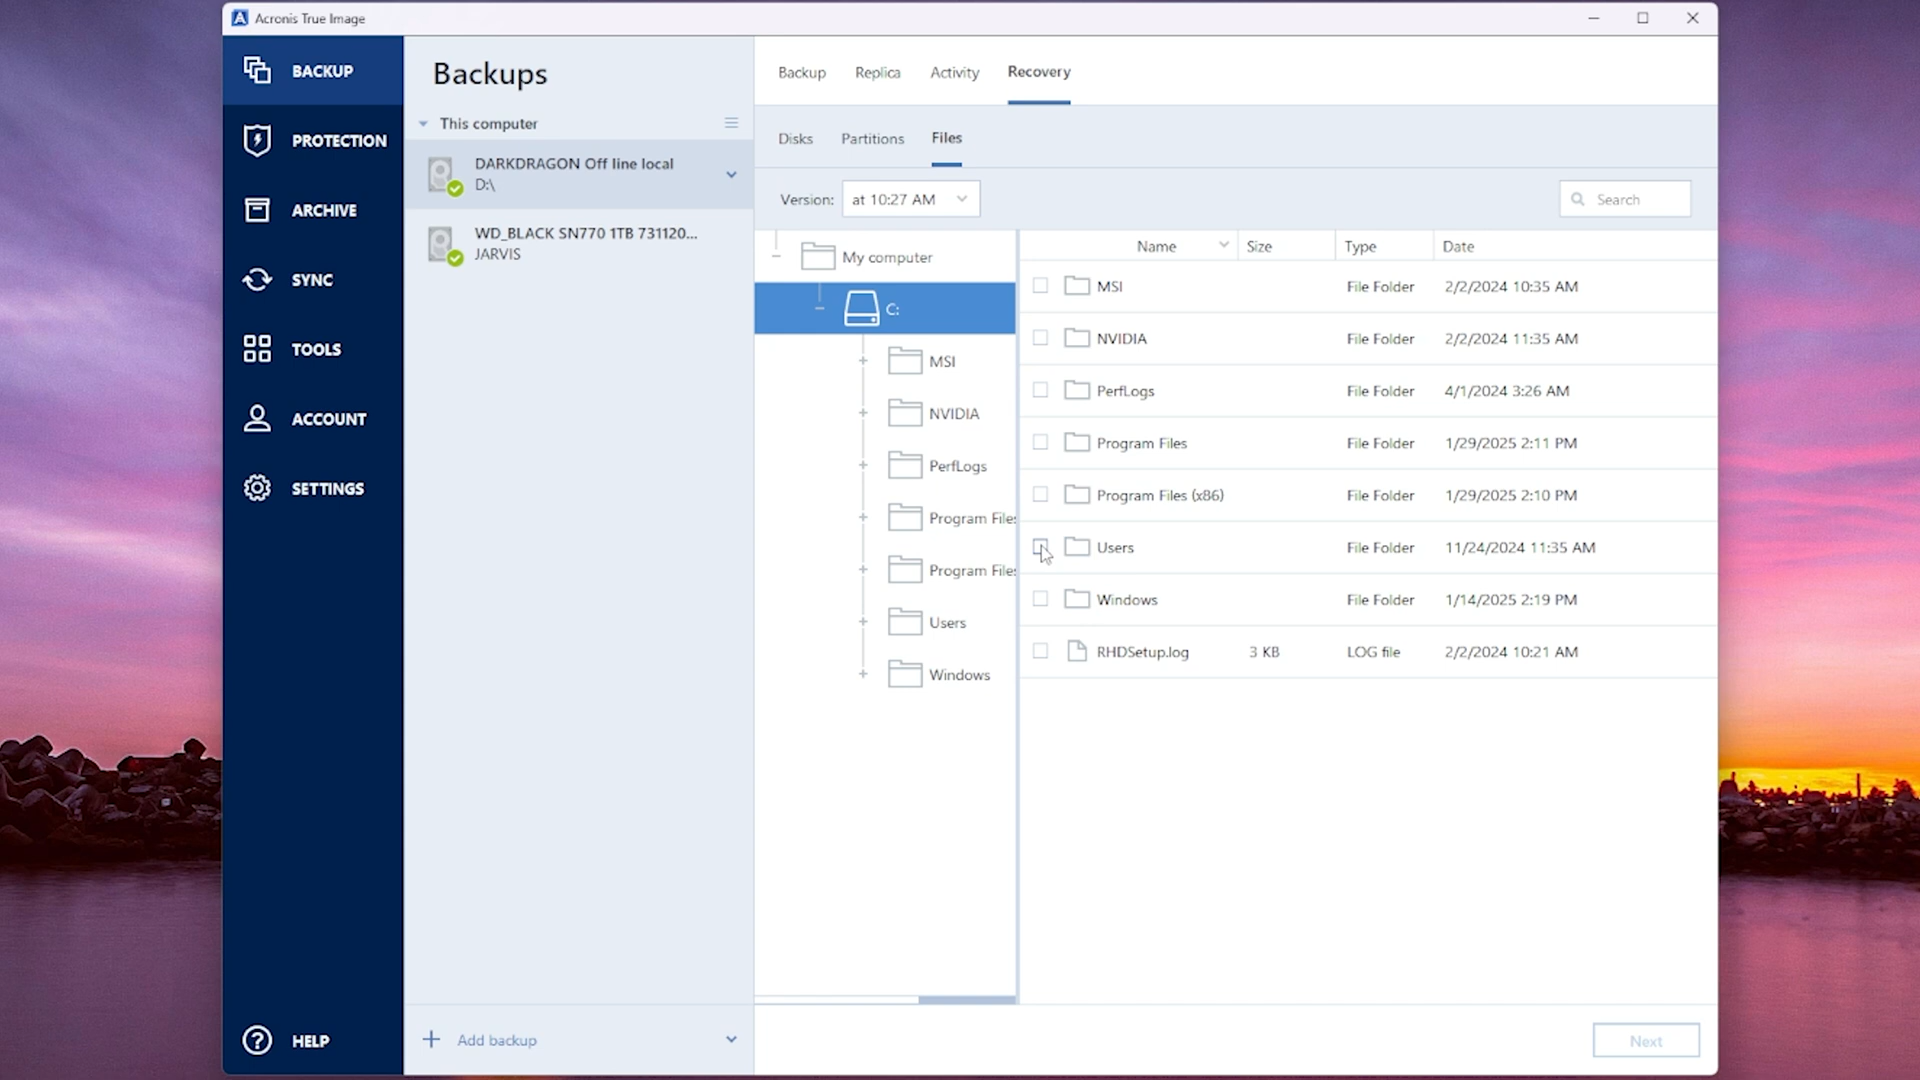 Acronis True Image
BACKUP
PROTECTION
ARCHIVE
SYNC
TOOLS
ACCOUNT
SETTINGS
HELP
Backups
This computer
DARKDRAGON Off line local
D:\
WD_BLACK SN770 1TB 731120...
JARVIS
Add backup
Backup Replica Activity Recovery
Disks Partitions Files
Version: at 10:27 AM Search
My computer
C:
MSI
NVIDIA
PerfLogs
Program Files
Program Files
Users
Windows
Name Size Type Date
MSI File Folder 2/2/2024 10:35 AM
NVIDIA File Folder 2/2/2024 11:35 AM
PerfLogs File Folder 4/1/2024 3:26 AM
Program Files File Folder 1/29/2025 2:11 PM
Program Files (x86) File Folder 1/29/2025 2:10 PM
Users File Folder 11/24/2024 11:35 AM
Windows File Folder 1/14/2025 2:19 PM
RHDSetup.log 3 KB LOG file 2/2/2024 10:21 AM
Next